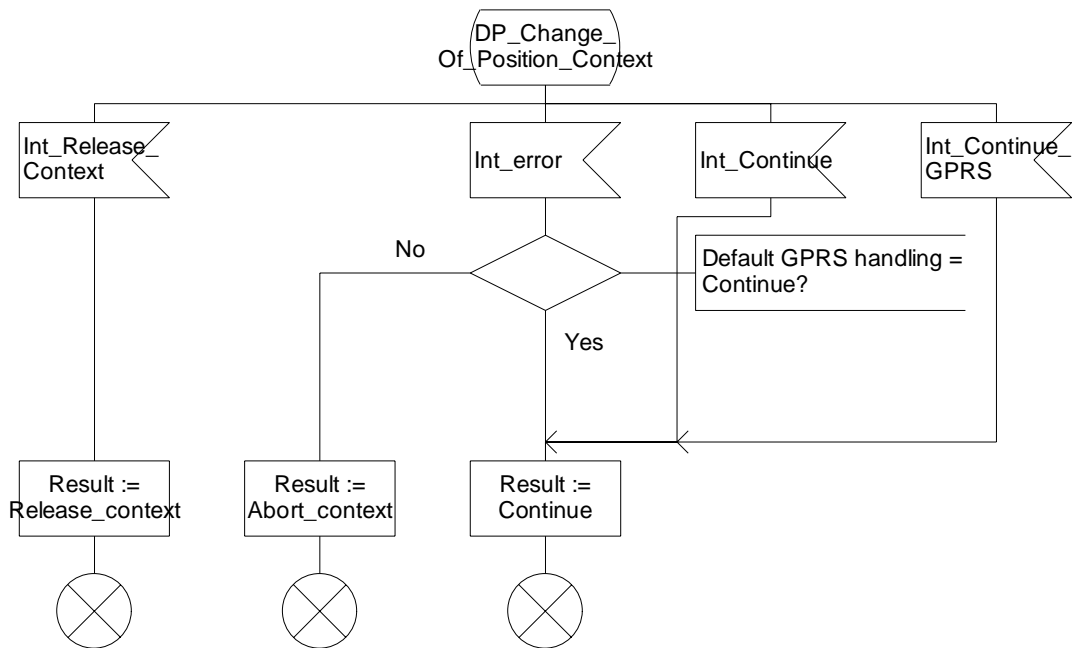 DP_Change_
Of_Position_Context
Int_Release_
Context
Int_error
Int_Continue
Int_Continue_
GPRS
No
Default GPRS handling =
Continue?
Yes
Result :=
Release_context
Result :=
Abort_context
Result :=
Continue